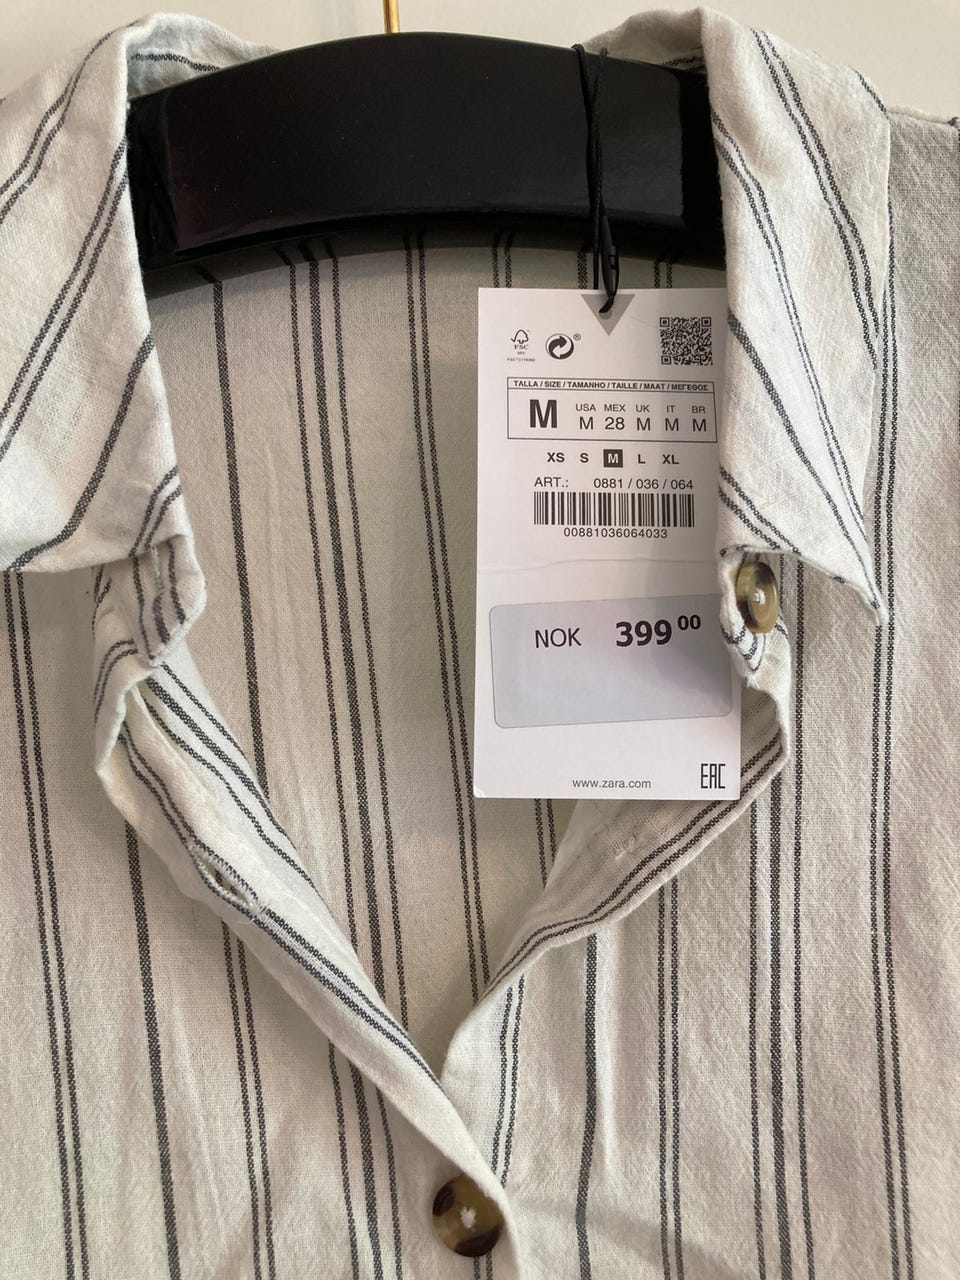 FSC
MIX
TALLA / SIZE / TAMANHO / TAILLE / MAAT / ΜΕΓΕΘΟΣ
M
USA MEX UK IT BR
M 28 M M M
XS S M L XL
ART.: 0881 / 036 / 064
00881036064033
NOK 399 00
www.zara.com
EAC